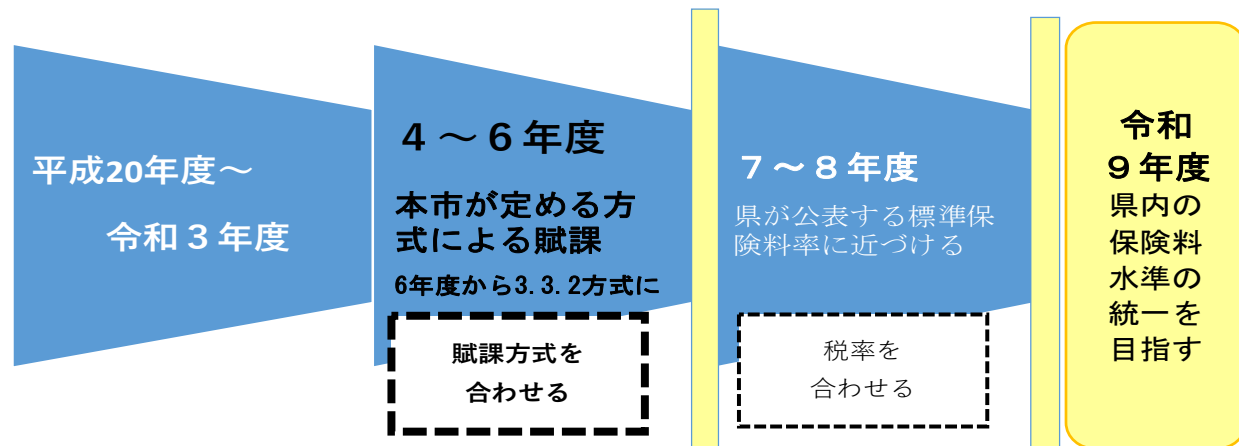 平成20年度～
令和３年度
４～６年度
本市が定める方
式による賦課
6年度から3.3.2方式に
賦課方式を
合わせる
７～８年度
県が公表する標準保
険料率に近づける
税率を
合わせる
令和
９年度
県内の
保険料
水準の
統一を
目指す